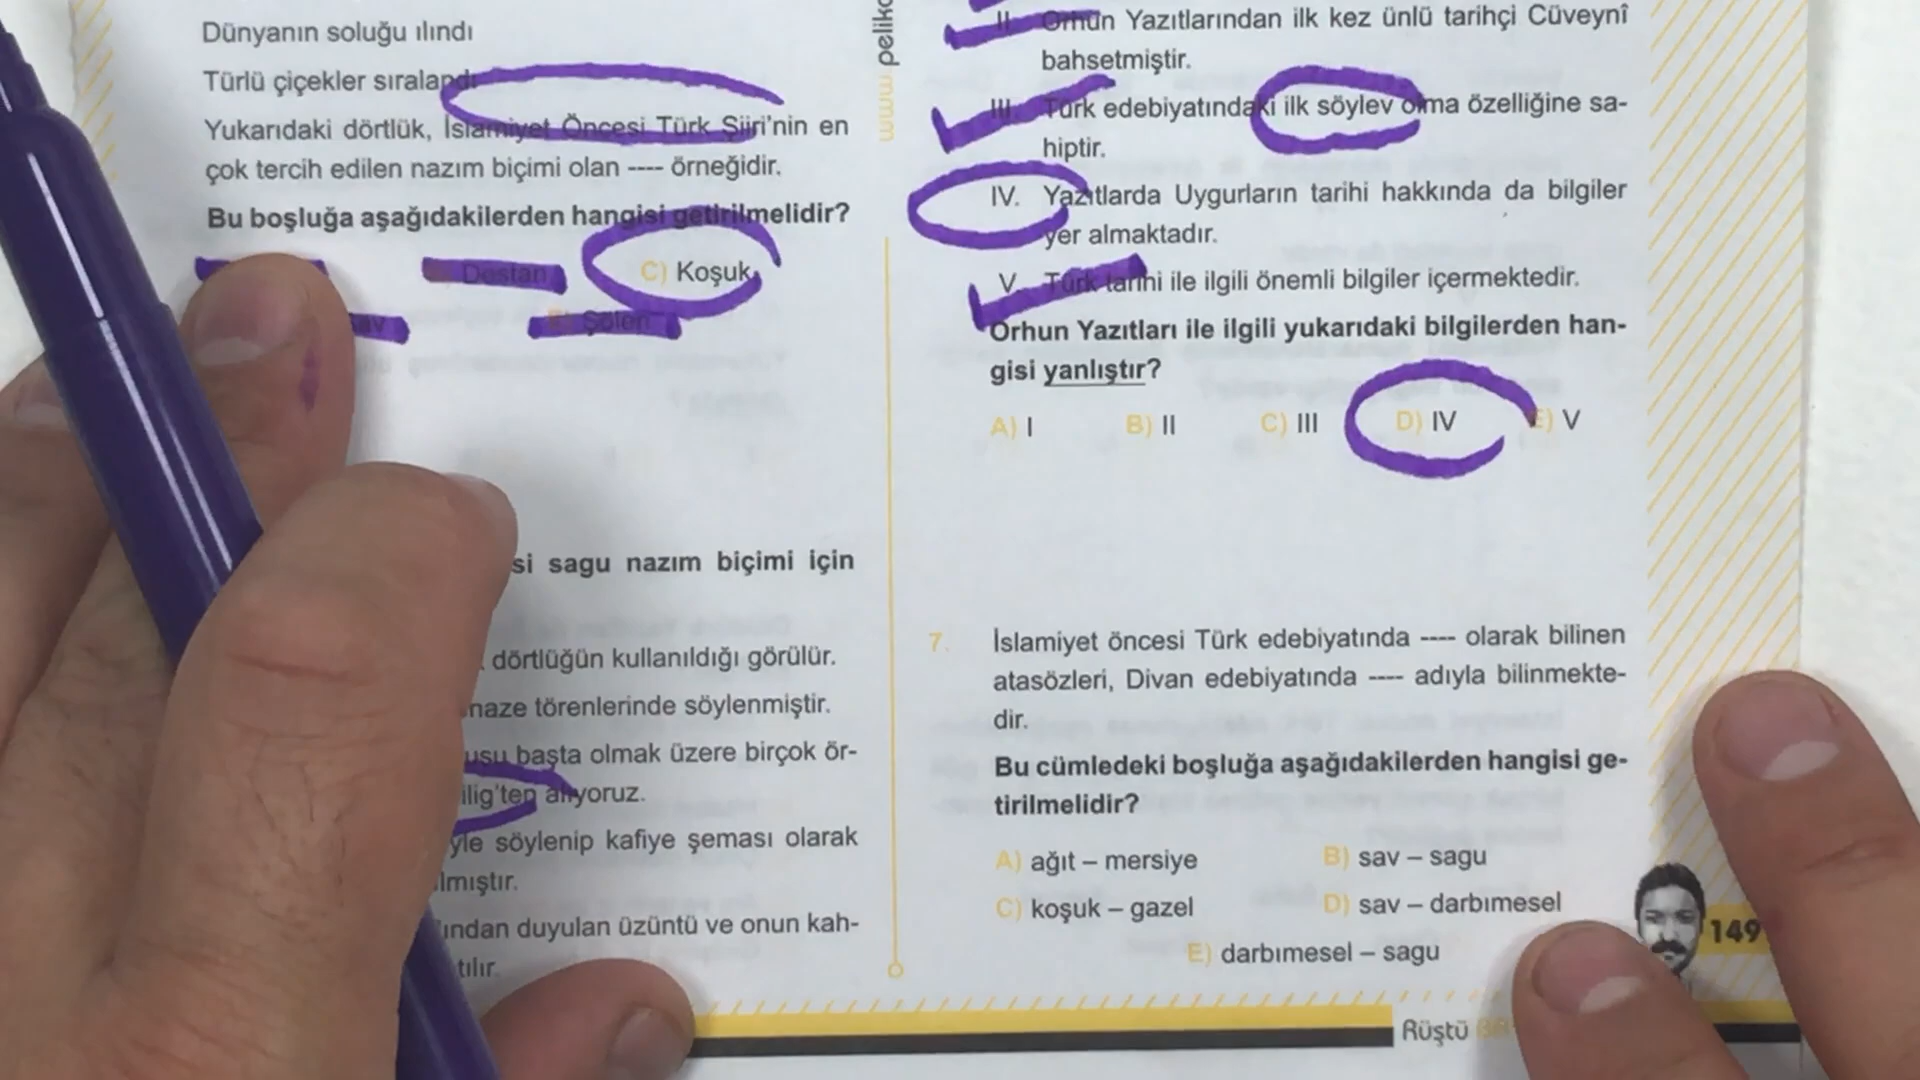 Dünyanın soluğu ılındı
Türlü çiçekler sıralandı
Yukarıdaki dörtlük, İslamiyet Öncesi Türk Şiiri'nin en
çok tercih edilen nazım biçimi olan ---- örneğidir.
Bu boşluğa aşağıdakilerden hangisi getirilmelidir?
Destan
C) Koşuk
E) Şölen
si sagu nazım biçimi için
dörtlüğün kullanıldığı görülür.
naze törenlerinde söylenmiştir.
usu başta olmak üzere birçok ör-
ilig'ten alıyoruz.
yle söylenip kafiye şeması olarak
lmıştır.
ından duyulan üzüntü ve onun kah-
tılır.
www.pelik
II. Orhun Yazıtlarından ilk kez ünlü tarihçi Cüveynî
bahsetmiştir.
III. Türk edebiyatındaki ilk söylev olma özelliğine sa-
hiptir.
IV. Yazıtlarda Uygurların tarihi hakkında da bilgiler
yer almaktadır.
V. Türk tarihi ile ilgili önemli bilgiler içermektedir.
Orhun Yazıtları ile ilgili yukarıdaki bilgilerden han-
gisi yanlıştır?
A) I B) II C) III D) IV E) V
7. İslamiyet öncesi Türk edebiyatında ---- olarak bilinen
atasözleri, Divan edebiyatında ---- adıyla bilinmekte-
dir.
Bu cümledeki boşluğa aşağıdakilerden hangisi ge-
tirilmelidir?
A) ağıt – mersiye B) sav – sagu
C) koşuk – gazel D) sav – darbımesel
E) darbımesel – sagu
149
Rüştü